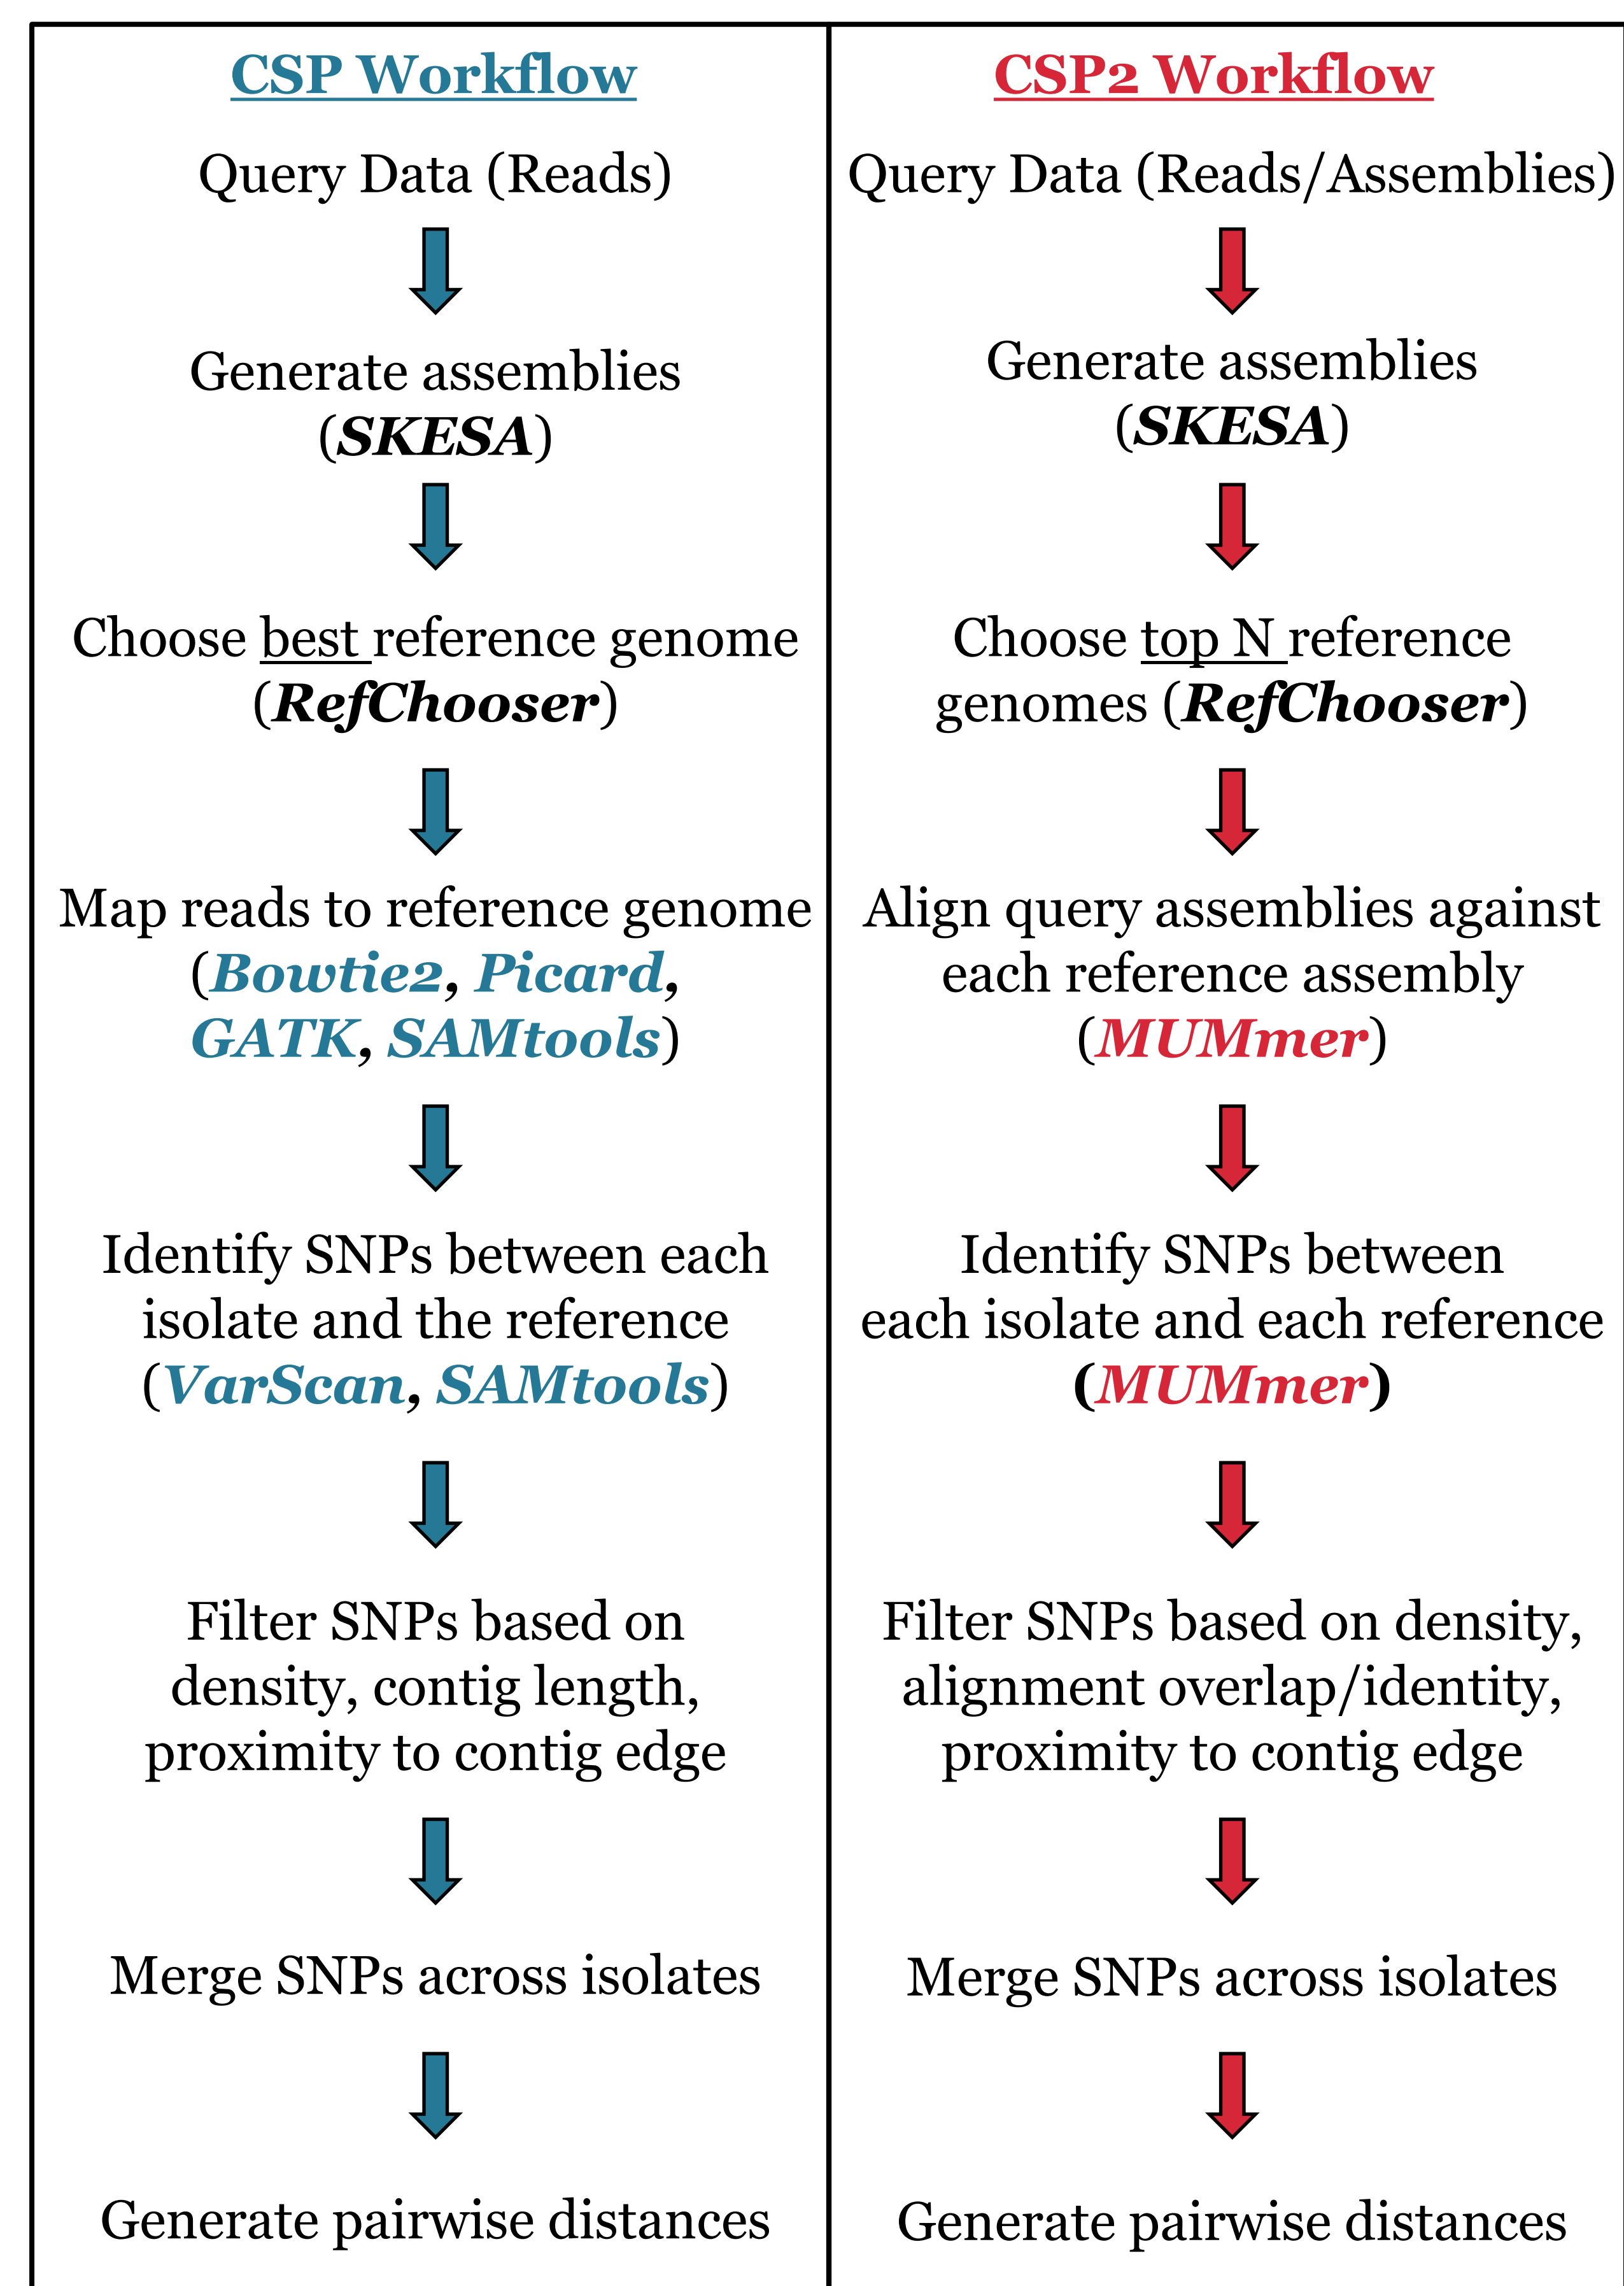 CSP Workflow
Query Data (Reads)
Generate assemblies
(SKESA)
Choose best reference genome
(RefChooser)
Map reads to reference genome
(Bowtie2, Picard,
GATK, SAMtools)
Identify SNPs between each
isolate and the reference
(VarScan, SAMtools)
Filter SNPs based on
density, contig length,
proximity to contig edge
Merge SNPs across isolates
Generate pairwise distances
CSP2 Workflow
Query Data (Reads/Assemblies)
Generate assemblies
(SKESA)
Choose top N reference
genomes (RefChooser)
Align query assemblies against
each reference assembly
(MUMmer)
Identify SNPs between
each isolate and each reference
(MUMmer)
Filter SNPs based on density,
alignment overlap/identity,
proximity to contig edge
Merge SNPs across isolates
Generate pairwise distances